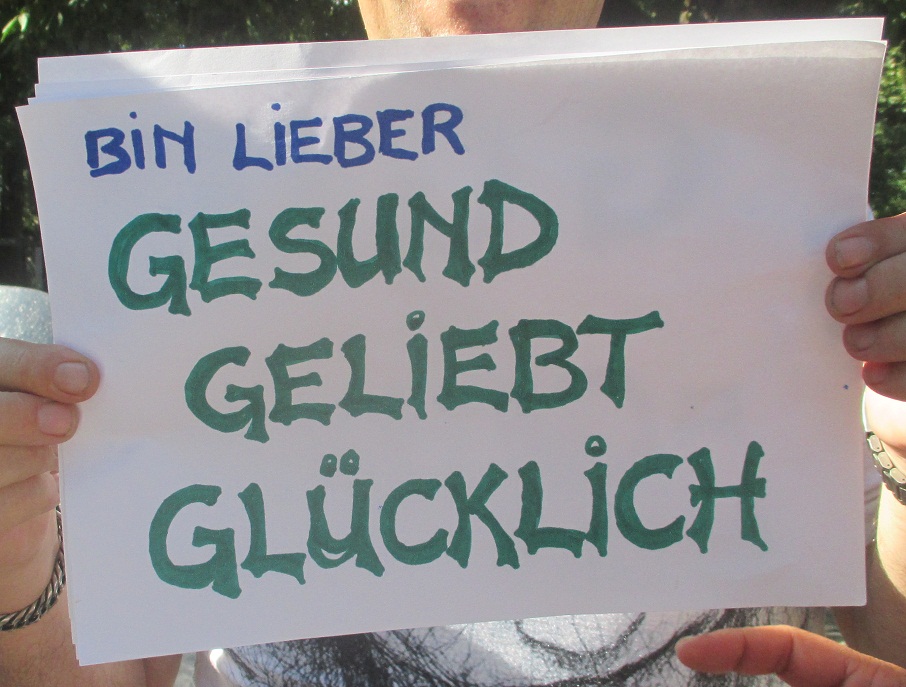 BiN LiEBER
GESUND
GELiEBT
GLÜCKLiCH